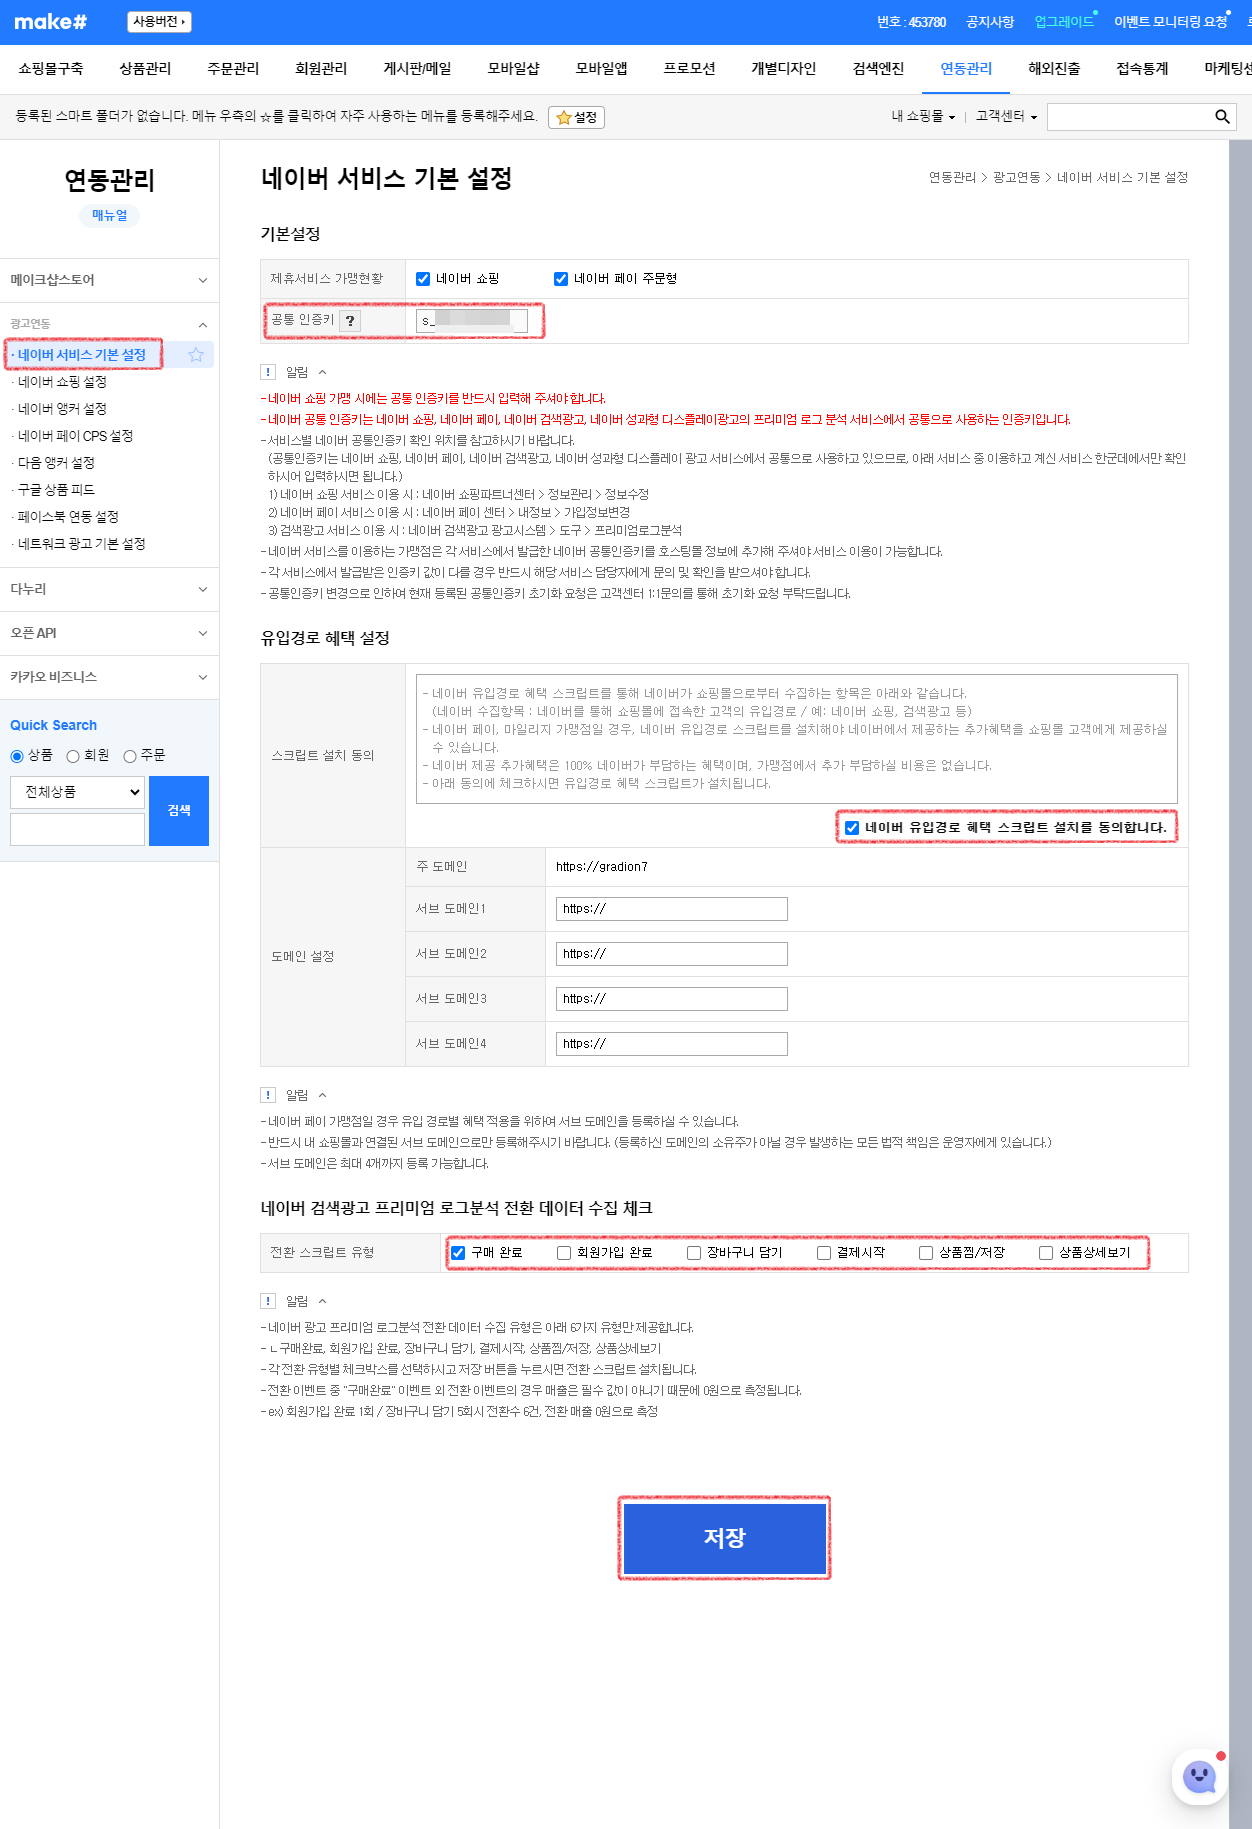 make#
사용버전
번호 : 453780
공지사항
업그레이드
이벤트 모니터링 요청
쇼핑몰구축
상품관리
주문관리
회원관리
게시판/메일
모바일샵
모바일앱
프로모션
개별디자인
검색엔진
연동관리
해외진출
접속통계
마케팅센
등록된 스마트 폴더가 없습니다. 메뉴 우측의 ☆를 클릭하여 자주 사용하는 메뉴를 등록해주세요.
설정
내 쇼핑몰
고객센터
연동관리
매뉴얼
메이크샵스토어
광고연동
· 네이버 서비스 기본 설정
· 네이버 쇼핑 설정
· 네이버 앵커 설정
· 네이버 페이 CPS 설정
· 다음 앵커 설정
· 구글 상품 피드
· 페이스북 연동 설정
· 네트워크 광고 기본 설정
다누리
오픈 API
카카오 비즈니스
Quick Search
상품 회원 주문
전체상품
검색
네이버 서비스 기본 설정
연동관리 > 광고연동 > 네이버 서비스 기본 설정
기본설정
제휴서비스 가맹현황
네이버 쇼핑
네이버 페이 주문형
공통 인증키 ?
s_
! 알림
- 네이버 쇼핑 가맹 시에는 공통 인증키를 반드시 입력해 주셔야 합니다.
- 네이버 공통 인증키는 네이버 쇼핑, 네이버 페이, 네이버 검색광고, 네이버 성과형 디스플레이광고의 프리미엄 로그 분석 서비스에서 공통으로 사용하는 인증키입니다.
- 서비스별 네이버 공통인증키 확인 위치를 참고하시기 바랍니다.
(공통인증키는 네이버 쇼핑, 네이버 페이, 네이버 검색광고, 네이버 성과형 디스플레이 광고 서비스에서 공통으로 사용하고 있으므로, 아래 서비스 중 이용하고 계신 서비스 한군데에서만 확인
하시어 입력하시면 됩니다.)
1) 네이버 쇼핑 서비스 이용 시 : 네이버 쇼핑파트너센터 > 정보관리 > 정보수정
2) 네이버 페이 서비스 이용 시 : 네이버 페이 센터 > 내정보 > 가입정보변경
3) 검색광고 서비스 이용 시 : 네이버 검색광고 광고시스템 > 도구 > 프리미엄로그분석
- 네이버 서비스를 이용하는 가맹점은 각 서비스에서 발급한 네이버 공통인증키를 호스팅몰 정보에 추가해 주셔야 서비스 이용이 가능합니다.
- 각 서비스에서 발급받은 인증키 값이 다를 경우 반드시 해당 서비스 담당자에게 문의 및 확인을 받으셔야 합니다.
- 공통인증키 변경으로 인하여 현재 등록된 공통인증키 초기화 요청은 고객센터 1:1문의를 통해 초기화 요청 부탁드립니다.
유입경로 혜택 설정
스크립트 설치 동의
- 네이버 유입경로 혜택 스크립트를 통해 네이버가 쇼핑몰으로부터 수집하는 항목은 아래와 같습니다.
(네이버 수집항목 : 네이버를 통해 쇼핑몰에 접속한 고객의 유입경로 / 예: 네이버 쇼핑, 검색광고 등)
- 네이버 페이, 마일리지 가맹점일 경우, 네이버 유입경로 스크립트를 설치해야 네이버에서 제공하는 추가혜택을 쇼핑몰 고객에게 제공하실
수 있습니다.
- 네이버 제공 추가혜택은 100% 네이버가 부담하는 혜택이며, 가맹점에서 추가 부담하실 비용은 없습니다.
- 아래 동의에 체크하시면 유입경로 혜택 스크립트가 설치됩니다.
네이버 유입경로 혜택 스크립트 설치를 동의합니다.
도메인 설정
주 도메인
https://gradion7
서브 도메인1
https://
서브 도메인2
https://
서브 도메인3
https://
서브 도메인4
https://
! 알림
- 네이버 페이 가맹점일 경우 유입 경로별 혜택 적용을 위하여 서브 도메인을 등록하실 수 있습니다.
- 반드시 내 쇼핑몰과 연결된 서브 도메인으로만 등록해주시기 바랍니다. (등록하신 도메인의 소유주가 아닐 경우 발생하는 모든 법적 책임은 운영자에게 있습니다.)
- 서브 도메인은 최대 4개까지 등록 가능합니다.
네이버 검색광고 프리미엄 로그분석 전환 데이터 수집 체크
전환 스크립트 유형
구매 완료
회원가입 완료
장바구니 담기
결제시작
상품찜/저장
상품상세보기
! 알림
- 네이버 광고 프리미엄 로그분석 전환 데이터 수집 유형은 아래 6가지 유형만 제공합니다.
- ㄴ구매완료, 회원가입 완료, 장바구니 담기, 결제시작, 상품찜/저장, 상품상세보기
- 각 전환 유형별 체크박스를 선택하시고 저장 버튼을 누르시면 전환 스크립트 설치됩니다.
- 전환 이벤트 중 "구매완료" 이벤트 외 전환 이벤트의 경우 매출은 필수 값이 아니기 때문에 0원으로 측정됩니다.
- ex) 회원가입 완료 1회 / 장바구니 담기 5회시 전환수 6건, 전환 매출 0원으로 측정
저장